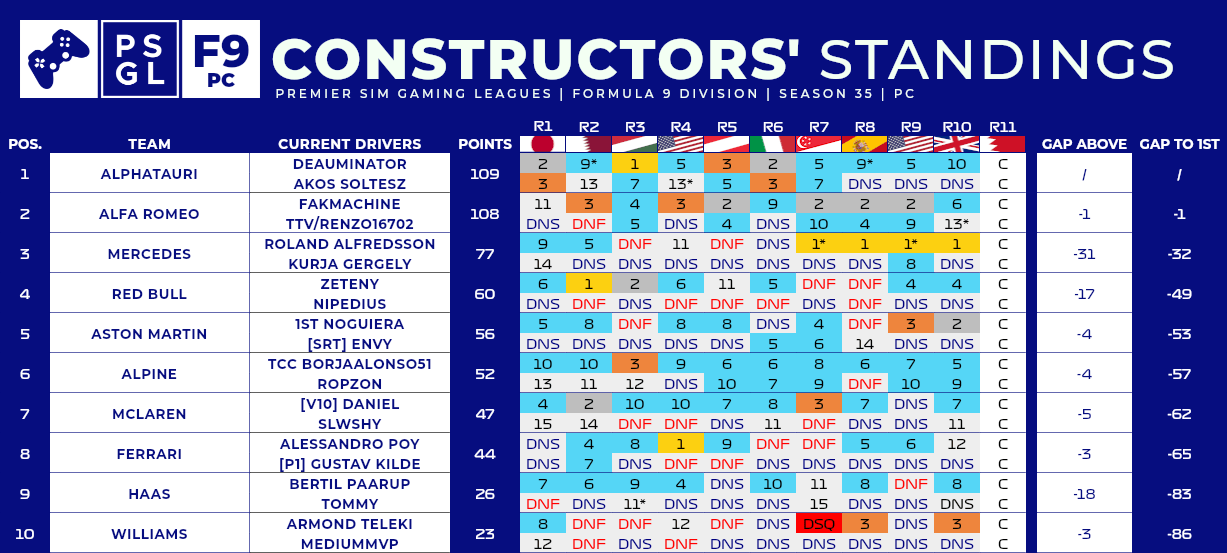 PS
GL
F9
PC
CONSTRUCTORS' STANDINGS
PREMIER SIM GAMING LEAGUES | FORMULA 9 DIVISION | SEASON 35 | PC
R1 R2 R3 R4 R5 R6 R7 R8 R9 R10 R11
POS. TEAM CURRENT DRIVERS POINTS GAP ABOVE GAP TO 1ST
DEAUMINATOR 2 9* 1 5 3 2 5 9* 5 10 C
1 ALPHATAURI 109 / /
AKOS SOLTESZ 3 13 7 13* 5 3 7 DNS DNS DNS C
FAKMACHINE 11 3 4 3 2 9 2 2 2 6 C
2 ALFA ROMEO 108 -1 -1
TTV/RENZO16702 DNS DNF 5 DNS 4 DNS 10 4 9 13* C
ROLAND ALFREDSSON 9 5 DNF 11 DNF DNS 1* 1 1* 1 C
3 MERCEDES 77 -31 -32
KURJA GERGELY 14 DNS DNS DNS DNS DNS DNS DNS 8 DNS C
ZETENY 6 1 2 6 11 5 DNF DNF 4 4 C
4 RED BULL 60 -17 -49
NIPEDIUS DNS DNF DNS DNF DNF DNF DNS DNF DNS DNS C
1ST NOGUIERA 5 8 DNF 8 8 DNS 4 DNF 3 2 C
5 ASTON MARTIN 56 -4 -53
[SRT] ENVY DNS DNS DNS DNS DNS 5 6 14 DNS DNS C
TCC BORJAALONSO51 10 10 3 9 6 6 8 6 7 5 C
6 ALPINE 52 -4 -57
ROPZON 13 11 12 DNS 10 7 9 DNF 10 9 C
[V10] DANIEL 4 2 10 10 7 8 3 7 DNS 7 C
7 MCLAREN 47 -5 -62
SLWSHY 15 14 DNF DNF DNS 11 DNF DNS DNS 11 C
ALESSANDRO POY DNS 4 8 1 9 DNF DNF 5 6 12 C
8 FERRARI 44 -3 -65
[P1] GUSTAV KILDE DNS 7 DNS DNF DNF DNS DNS DNS DNS DNS C
BERTIL PAARUP 7 6 9 4 DNS 10 11 8 DNF 8 C
9 HAAS 26 -18 -83
TOMMY DNF DNS 11* DNS DNS DNS 15 DNS DNS DNS C
ARMOND TELEKI 8 DNF DNF 12 DNF DNS DSQ 3 DNS 3 C
10 WILLIAMS 23 -3 -86
MEDIUMMVP 12 DNF DNS DNF DNS DNS DNS DNS DNS DNS C